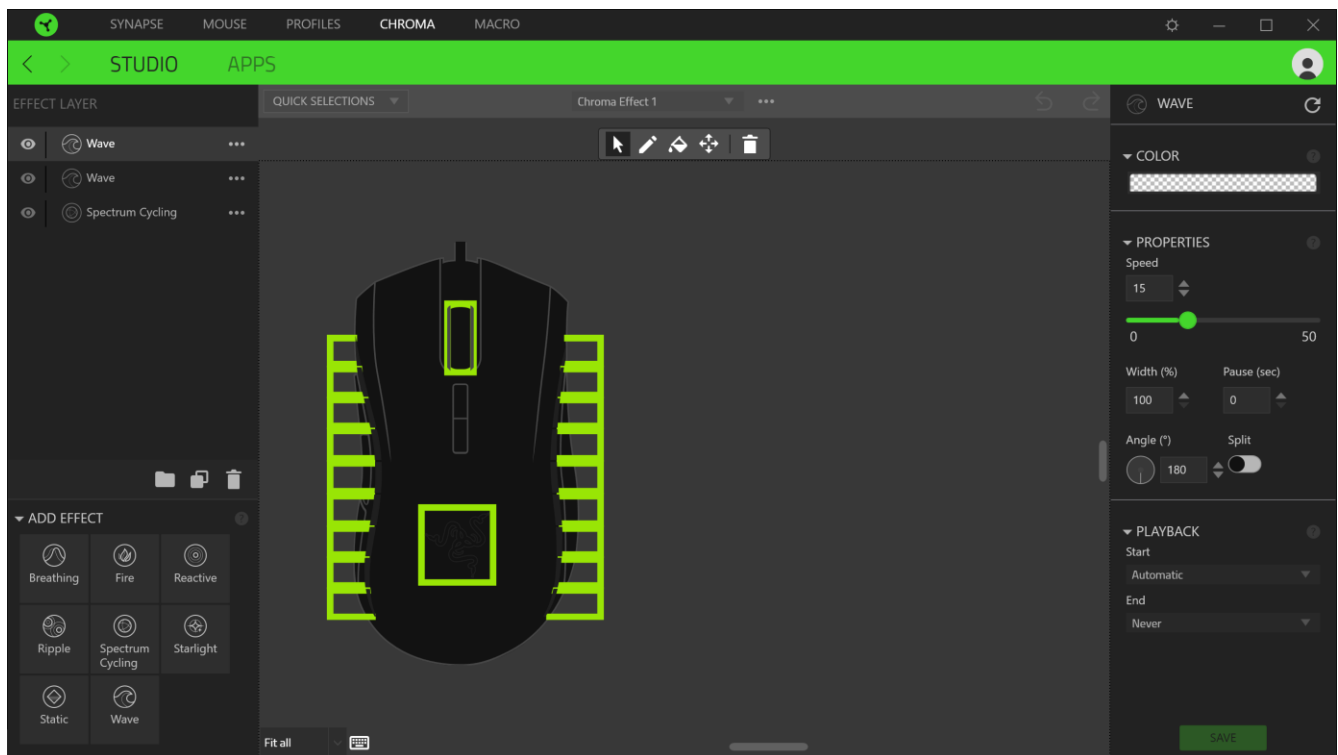 SYNAPSE MOUSE PROFILES CHROMA MACRO
STUDIO APPS
EFFECT LAYER
Wave
Wave
Spectrum Cycling
ADD EFFECT
Breathing Fire Reactive
Ripple Spectrum Cycling Starlight
Static Wave
QUICK SELECTIONS Chroma Effect 1
Fit all
WAVE
COLOR
PROPERTIES
Speed
15
0 50
Width (%) Pause (sec)
100 0
Angle (°) Split
180
PLAYBACK
Start
Automatic
End
Never
SAVE